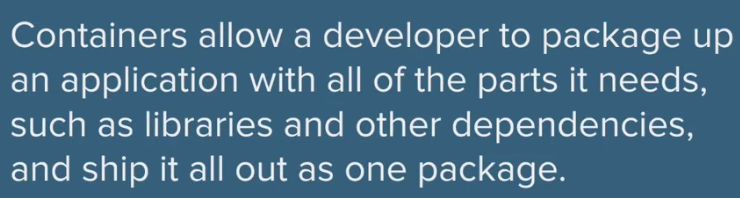 Containers allow a developer to package up
an application with all of the parts it needs,
such as libraries and other dependencies,
and ship it all out as one package.